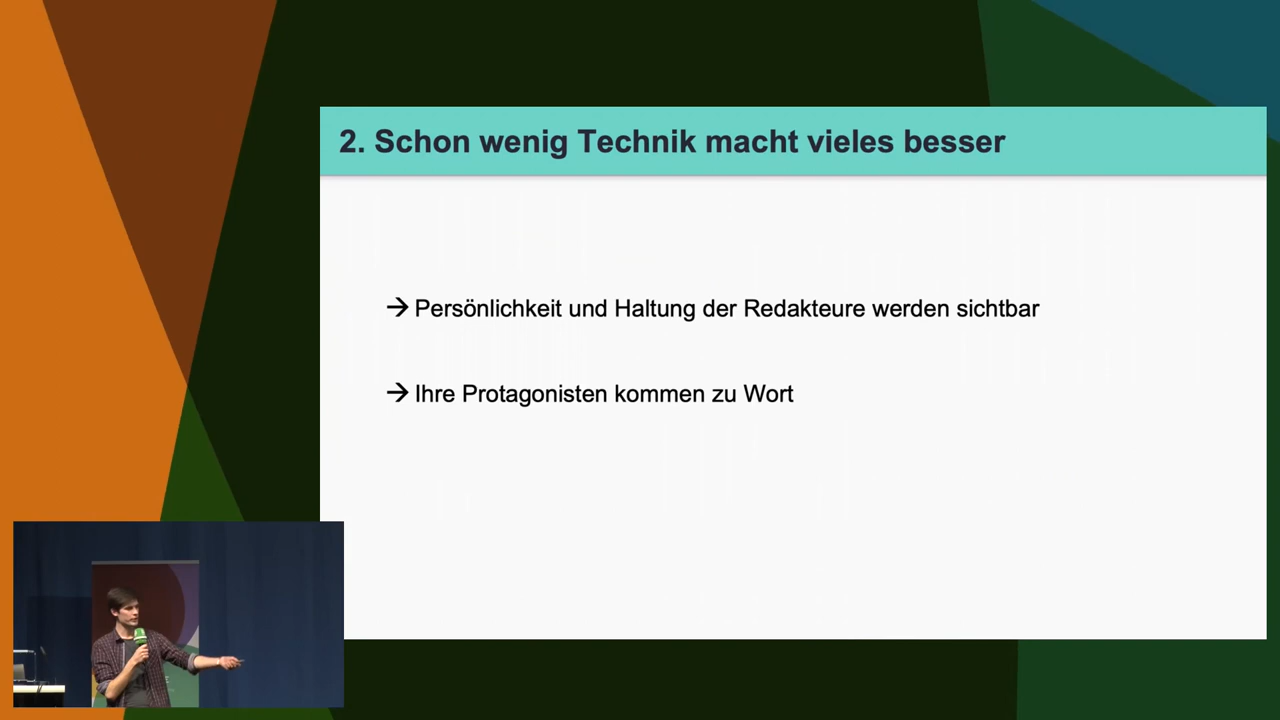 2. Schon wenig Technik macht vieles besser
→ Persönlichkeit und Haltung der Redakteure werden sichtbar
→ Ihre Protagonisten kommen zu Wort